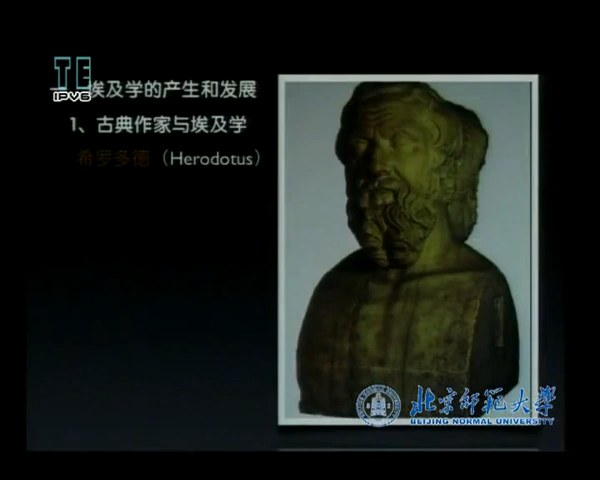 TE
IPV6
埃及学的产生和发展
1、古典作家与埃及学
希罗多德（Herodotus）
北京师范大学
BEIJING NORMAL UNIVERSITY